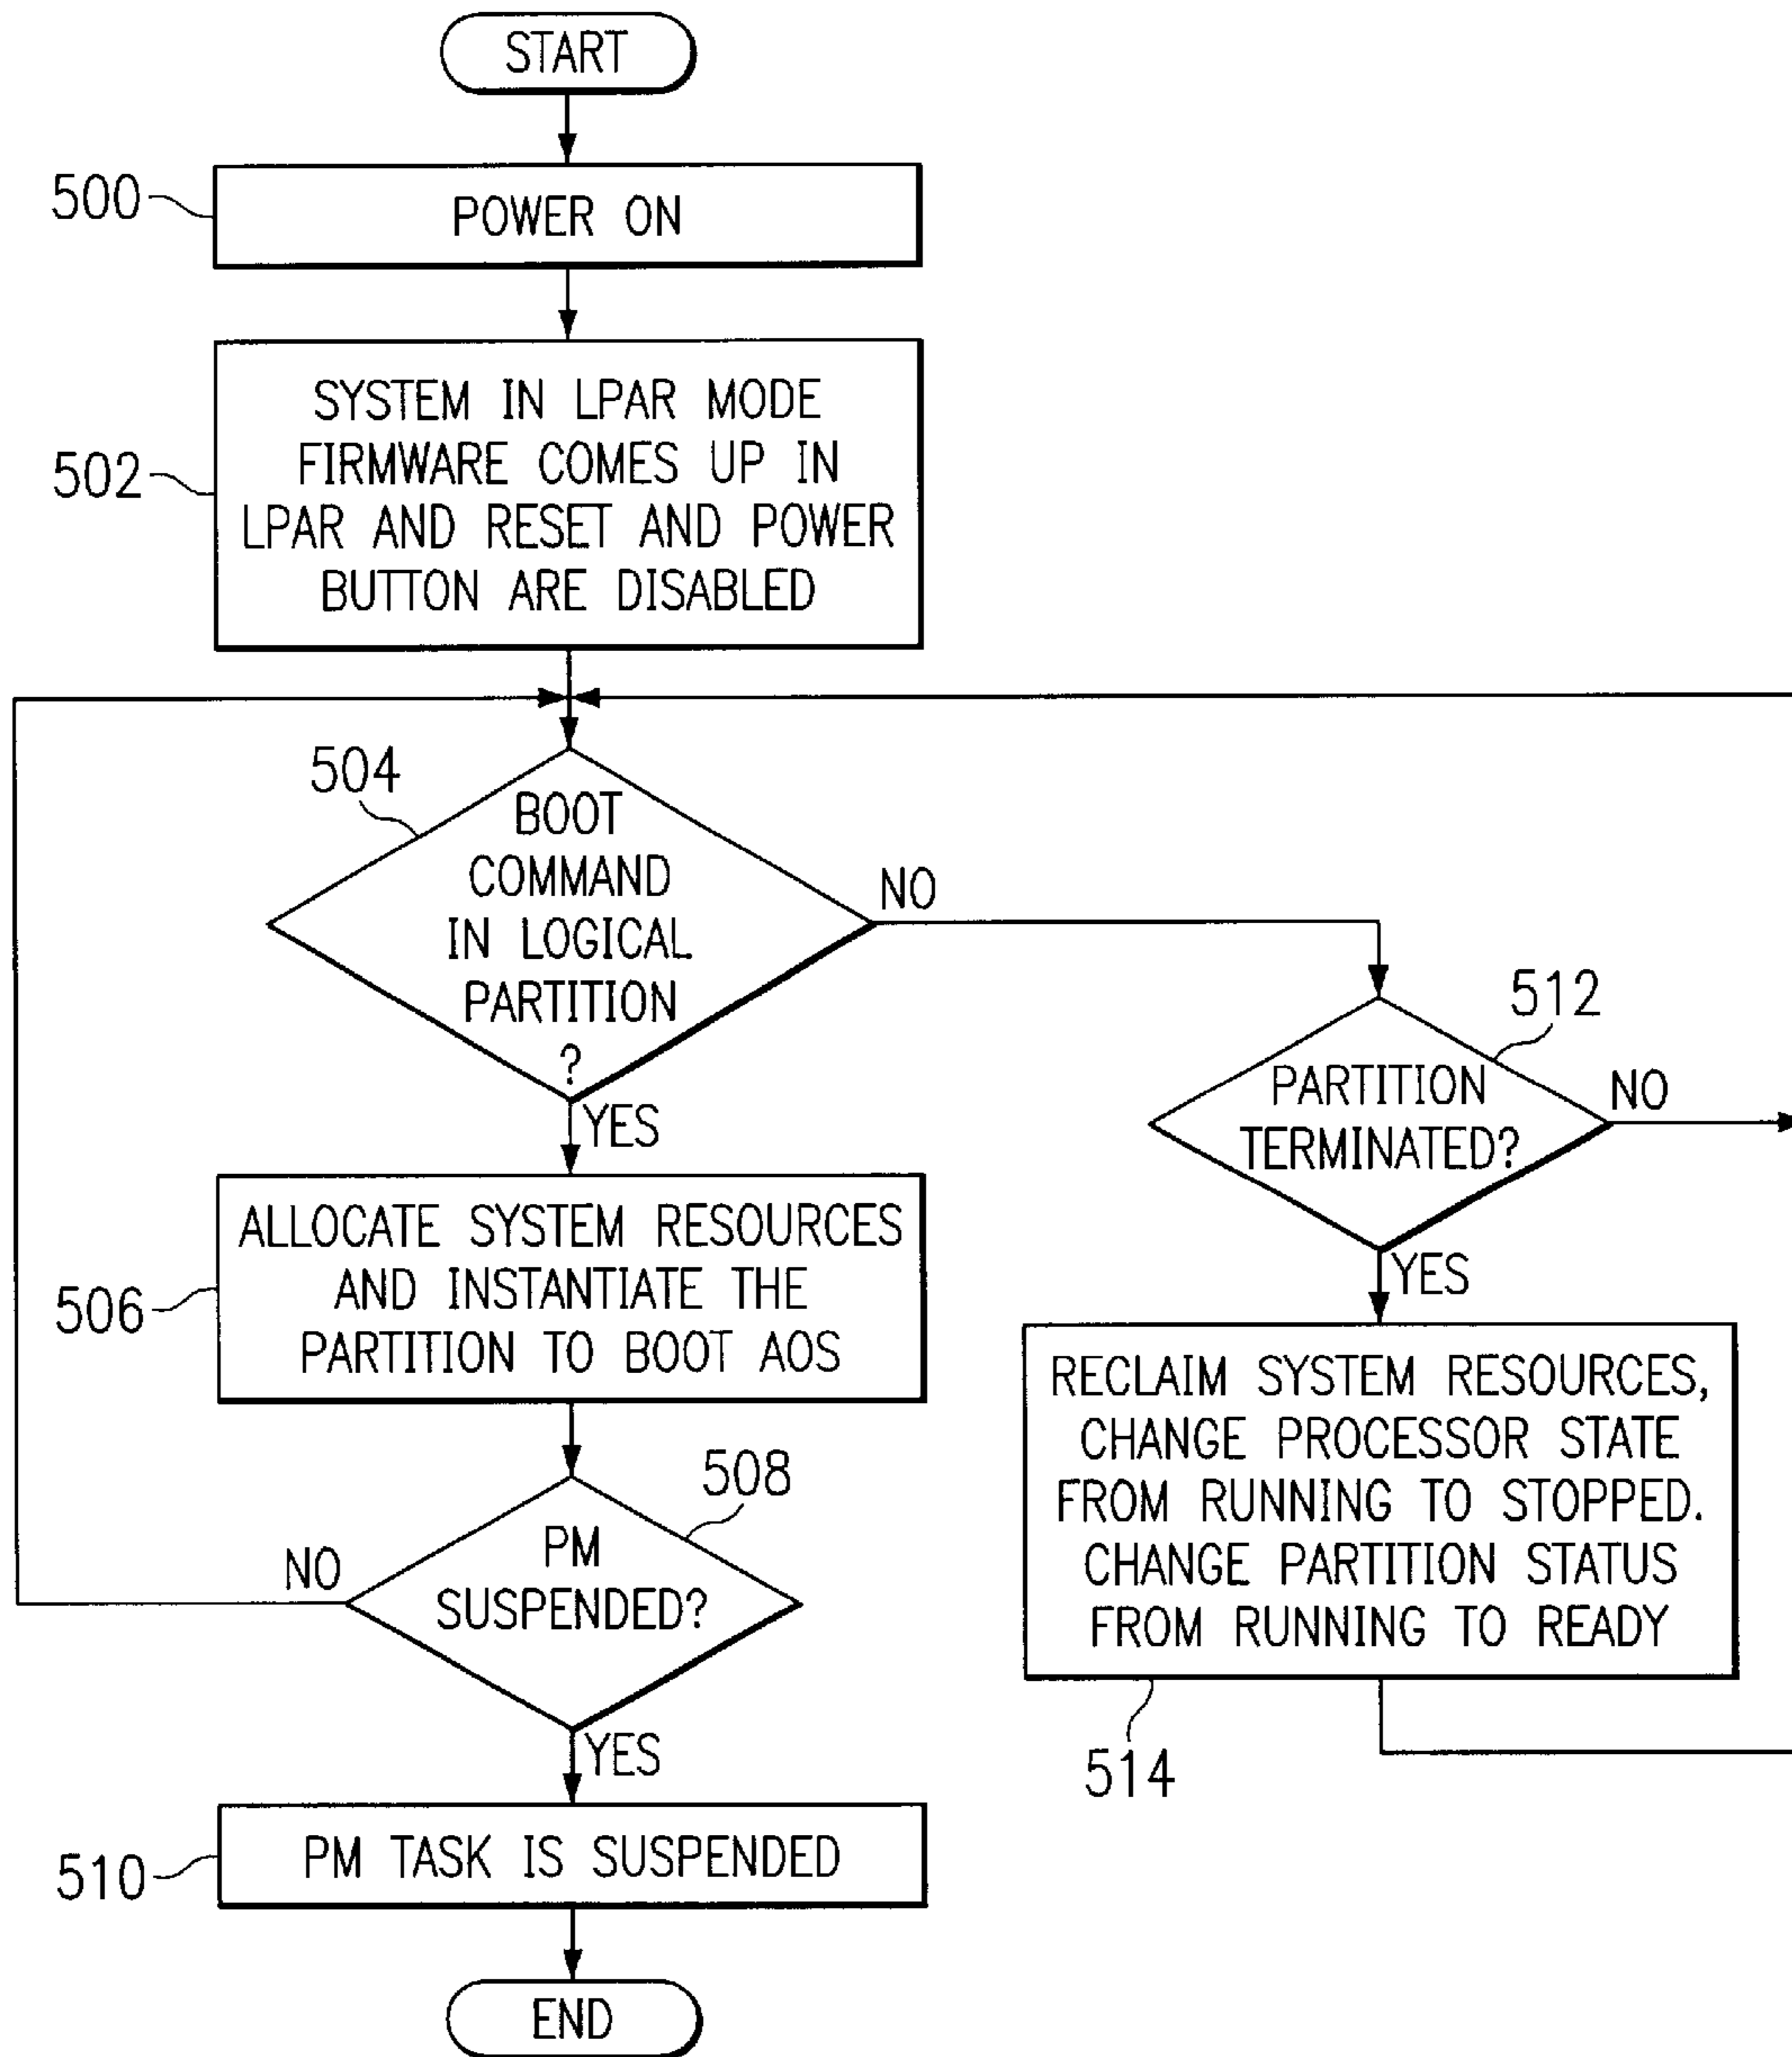 START
500
POWER ON
502
SYSTEM IN LPAR MODE
FIRMWARE COMES UP IN
LPAR AND RESET AND POWER
BUTTON ARE DISABLED
504
BOOT
COMMAND
IN LOGICAL
PARTITION
?
NO
YES
512
PARTITION
TERMINATED?
NO
YES
506
ALLOCATE SYSTEM RESOURCES
AND INSTANTIATE THE
PARTITION TO BOOT AOS
508
PM
SUSPENDED?
NO
YES
RECLAIM SYSTEM RESOURCES,
CHANGE PROCESSOR STATE
FROM RUNNING TO STOPPED.
CHANGE PARTITION STATUS
FROM RUNNING TO READY
514
510
PM TASK IS SUSPENDED
END